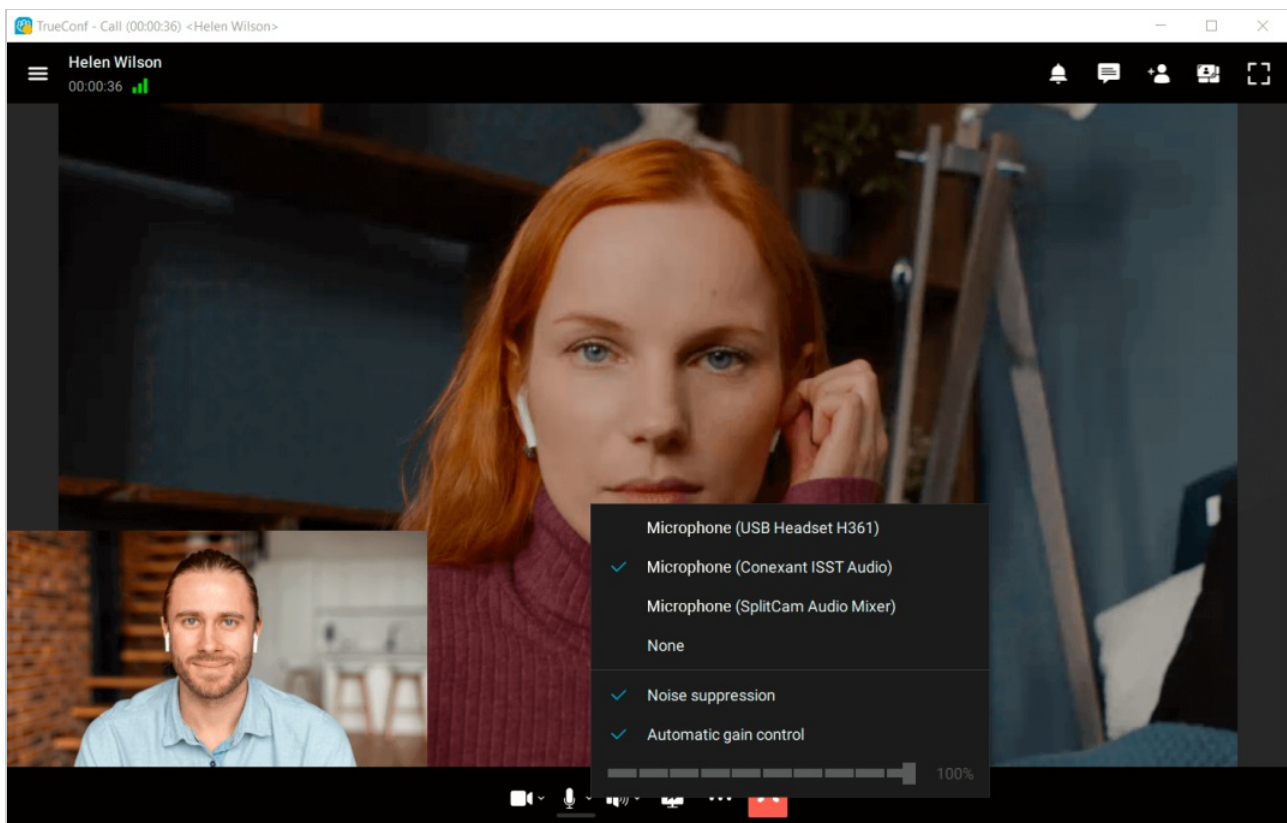 TrueConf - Call (00:00:36) <Helen Wilson>
Helen Wilson
00:00:36
Microphone (USB Headset H361)
Microphone (Conexant ISST Audio)
Microphone (SplitCam Audio Mixer)
None
Noise suppression
Automatic gain control
100%